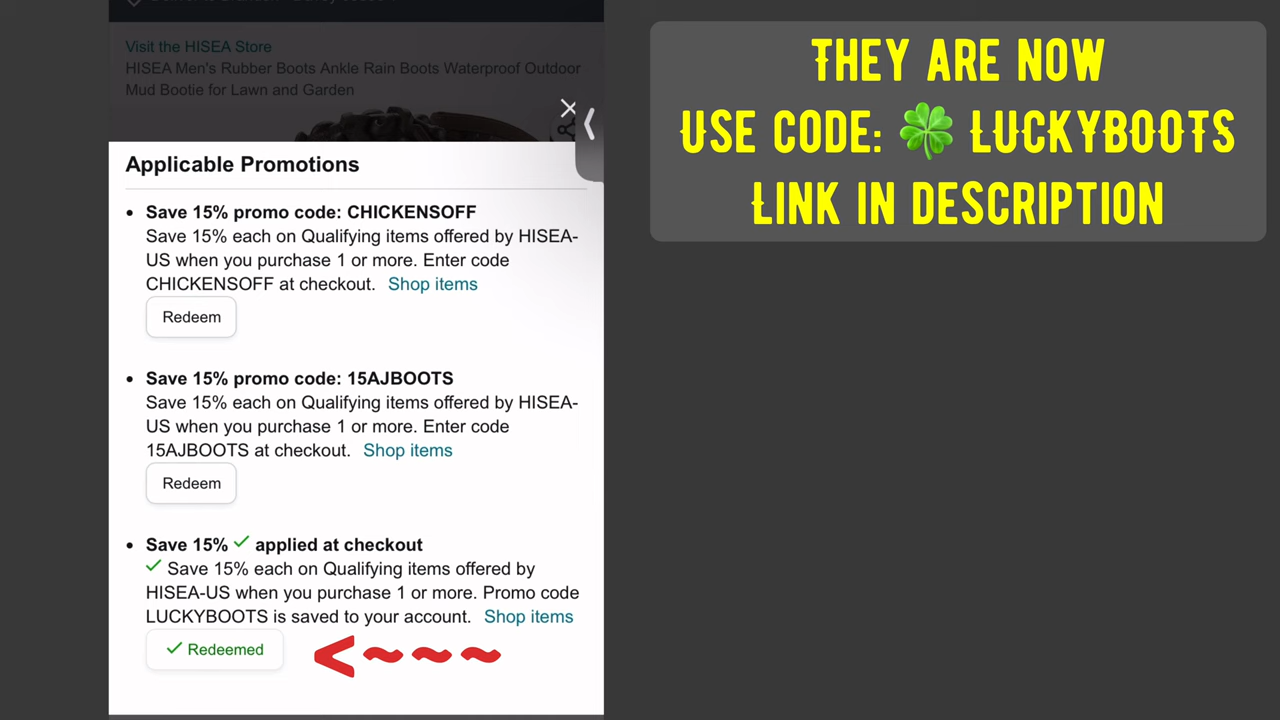 Visit the HISEA Store
HISEA Men's Rubber Boots Ankle Rain Boots Waterproof Outdoor
Mud Bootie for Lawn and Garden
Applicable Promotions
Save 15% promo code: CHICKENSOFF
Save 15% each on Qualifying items offered by HISEA-
US when you purchase 1 or more. Enter code
CHICKENSOFF at checkout. Shop items
Redeem
Save 15% promo code: 15AJBOOTS
Save 15% each on Qualifying items offered by HISEA-
US when you purchase 1 or more. Enter code
15AJBOOTS at checkout. Shop items
Redeem
Save 15% ✓ applied at checkout
✓ Save 15% each on Qualifying items offered by
HISEA-US when you purchase 1 or more. Promo code
LUCKYBOOTS is saved to your account. Shop items
✓ Redeemed
THEY ARE NOW
USE CODE: 🍀 LUCKYBOOTS
LINK IN DESCRIPTION